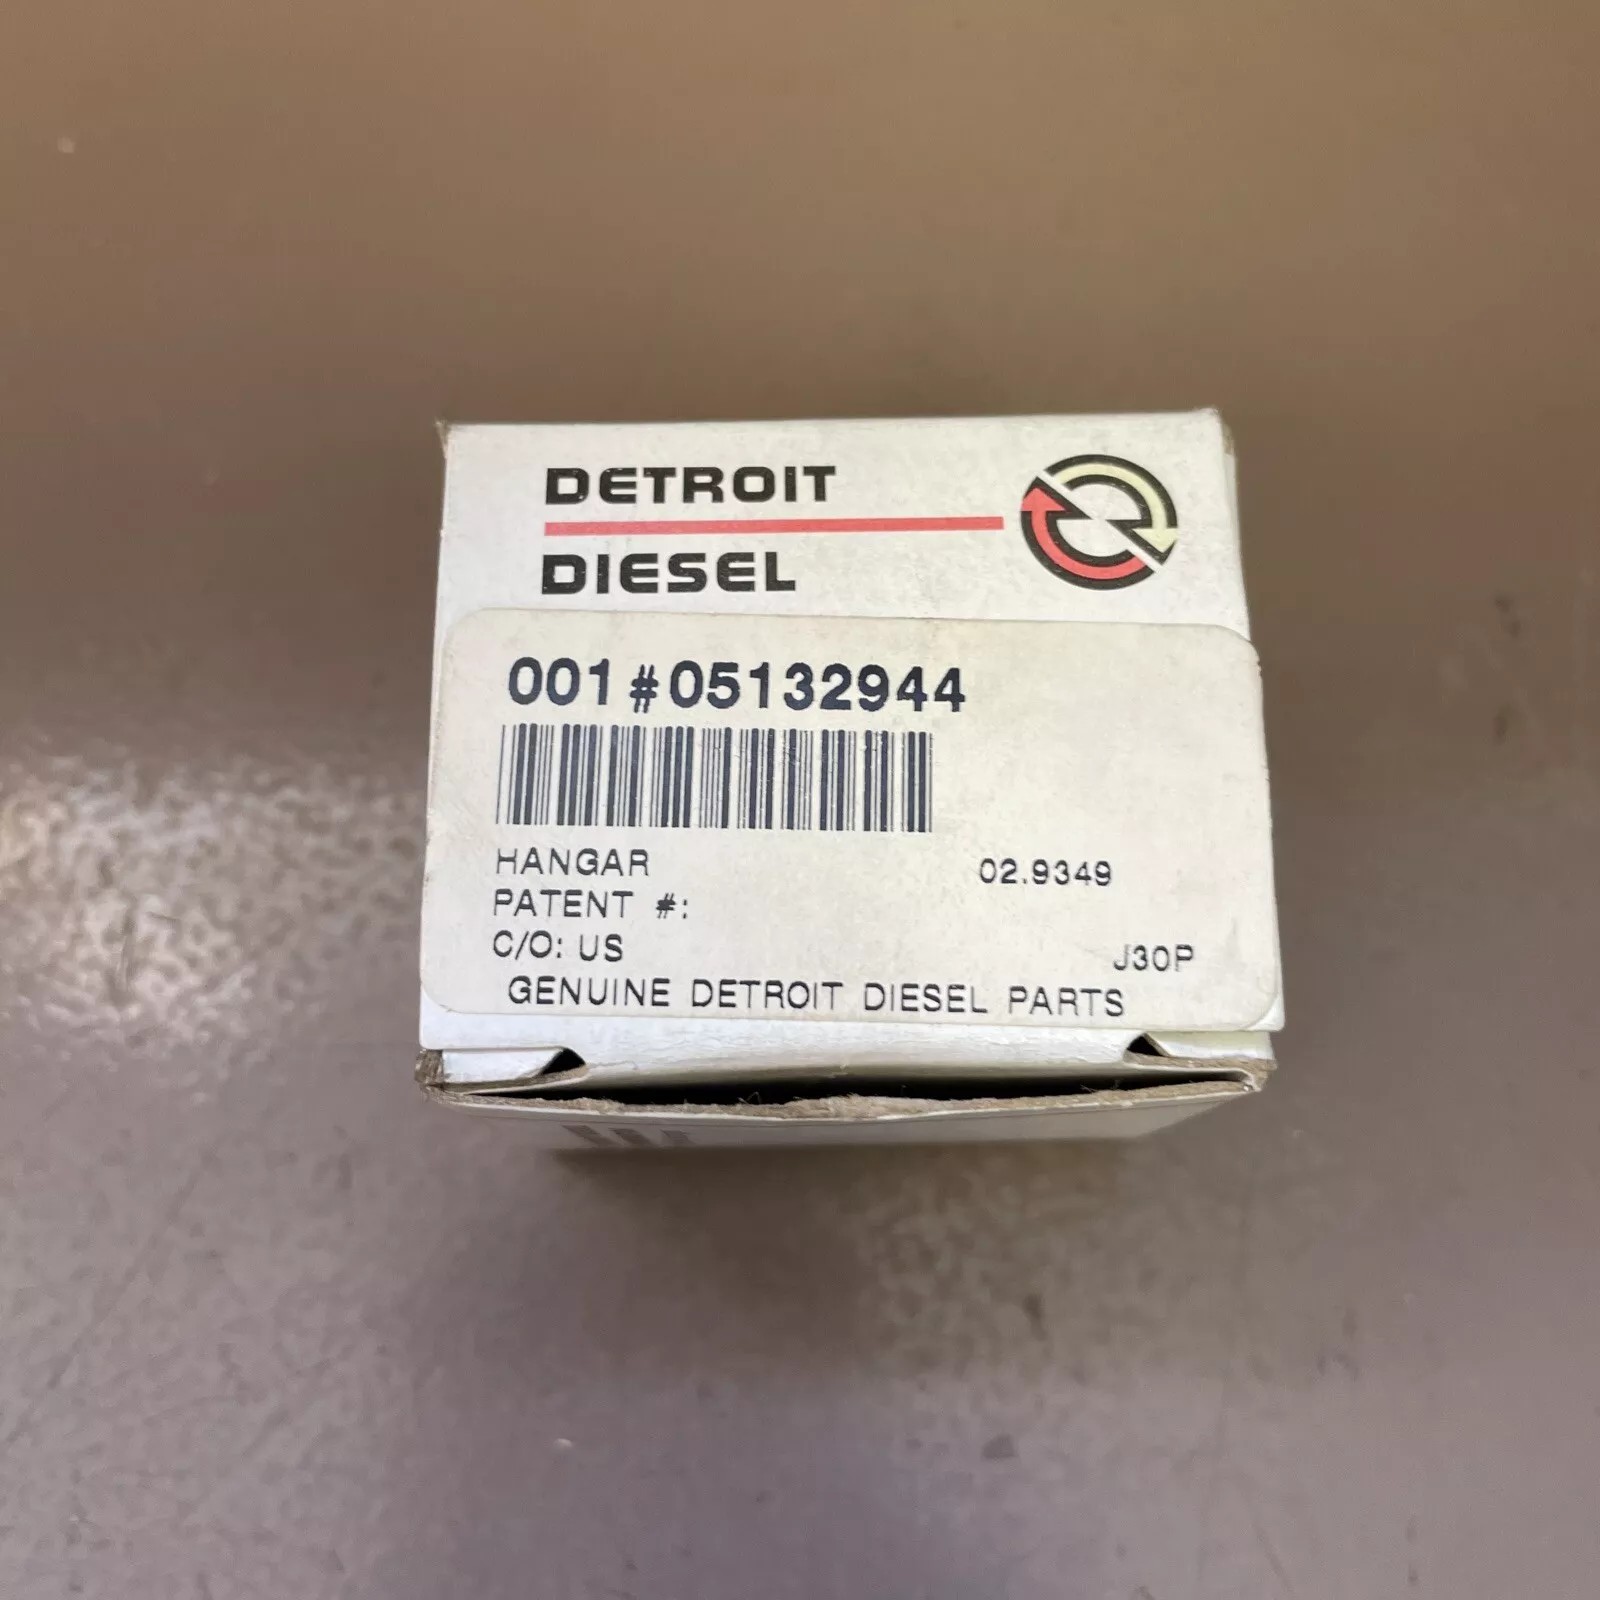 DETROIT
DIESEL
001#05132944
HANGAR 02.9349
PATENT #:
C/O: US J30P
GENUINE DETROIT DIESEL PARTS